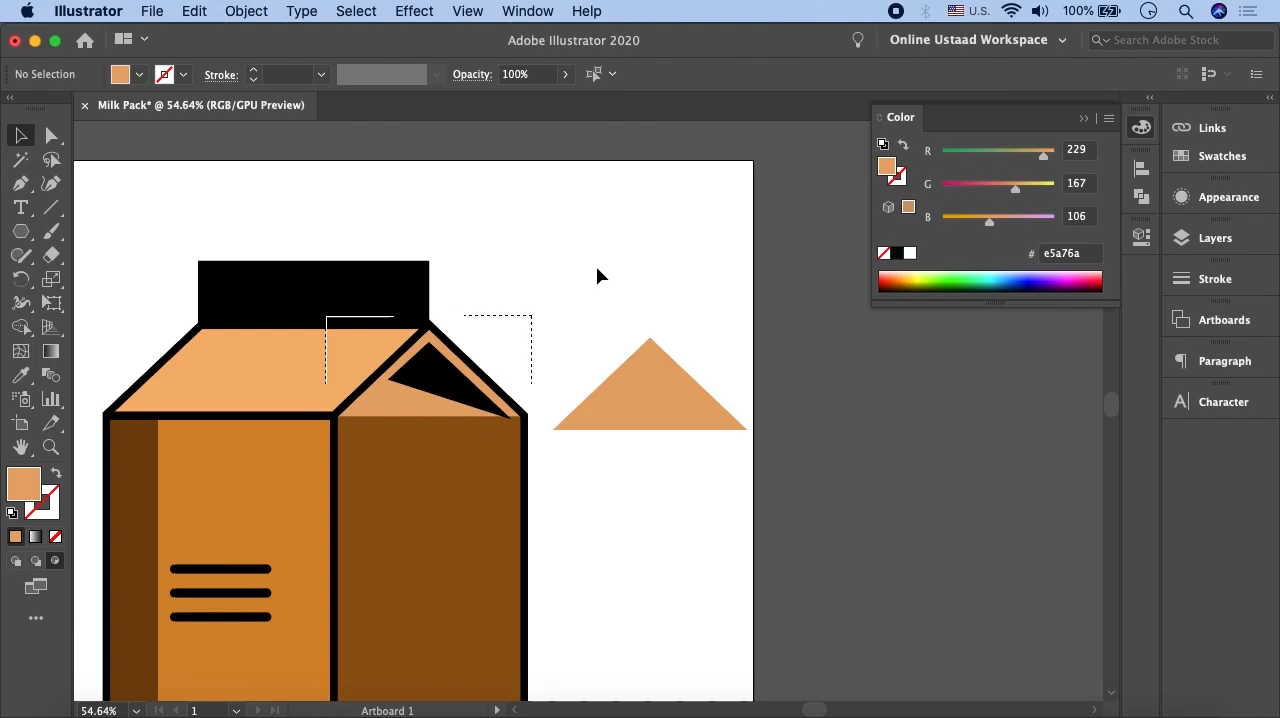 Illustrator File Edit Object Type Select Effect View Window Help U.S. 100%
Adobe Illustrator 2020 Online Ustaad Workspace Search Adobe Stock
No Selection Stroke: Opacity: 100%
× Milk Pack* @ 54.64% (RGB/GPU Preview)
Color
R 229
G 167
B 106
# e5a76a
Links
Swatches
Appearance
Layers
Stroke
Artboards
Paragraph
Character
54.64% 1 Artboard 1